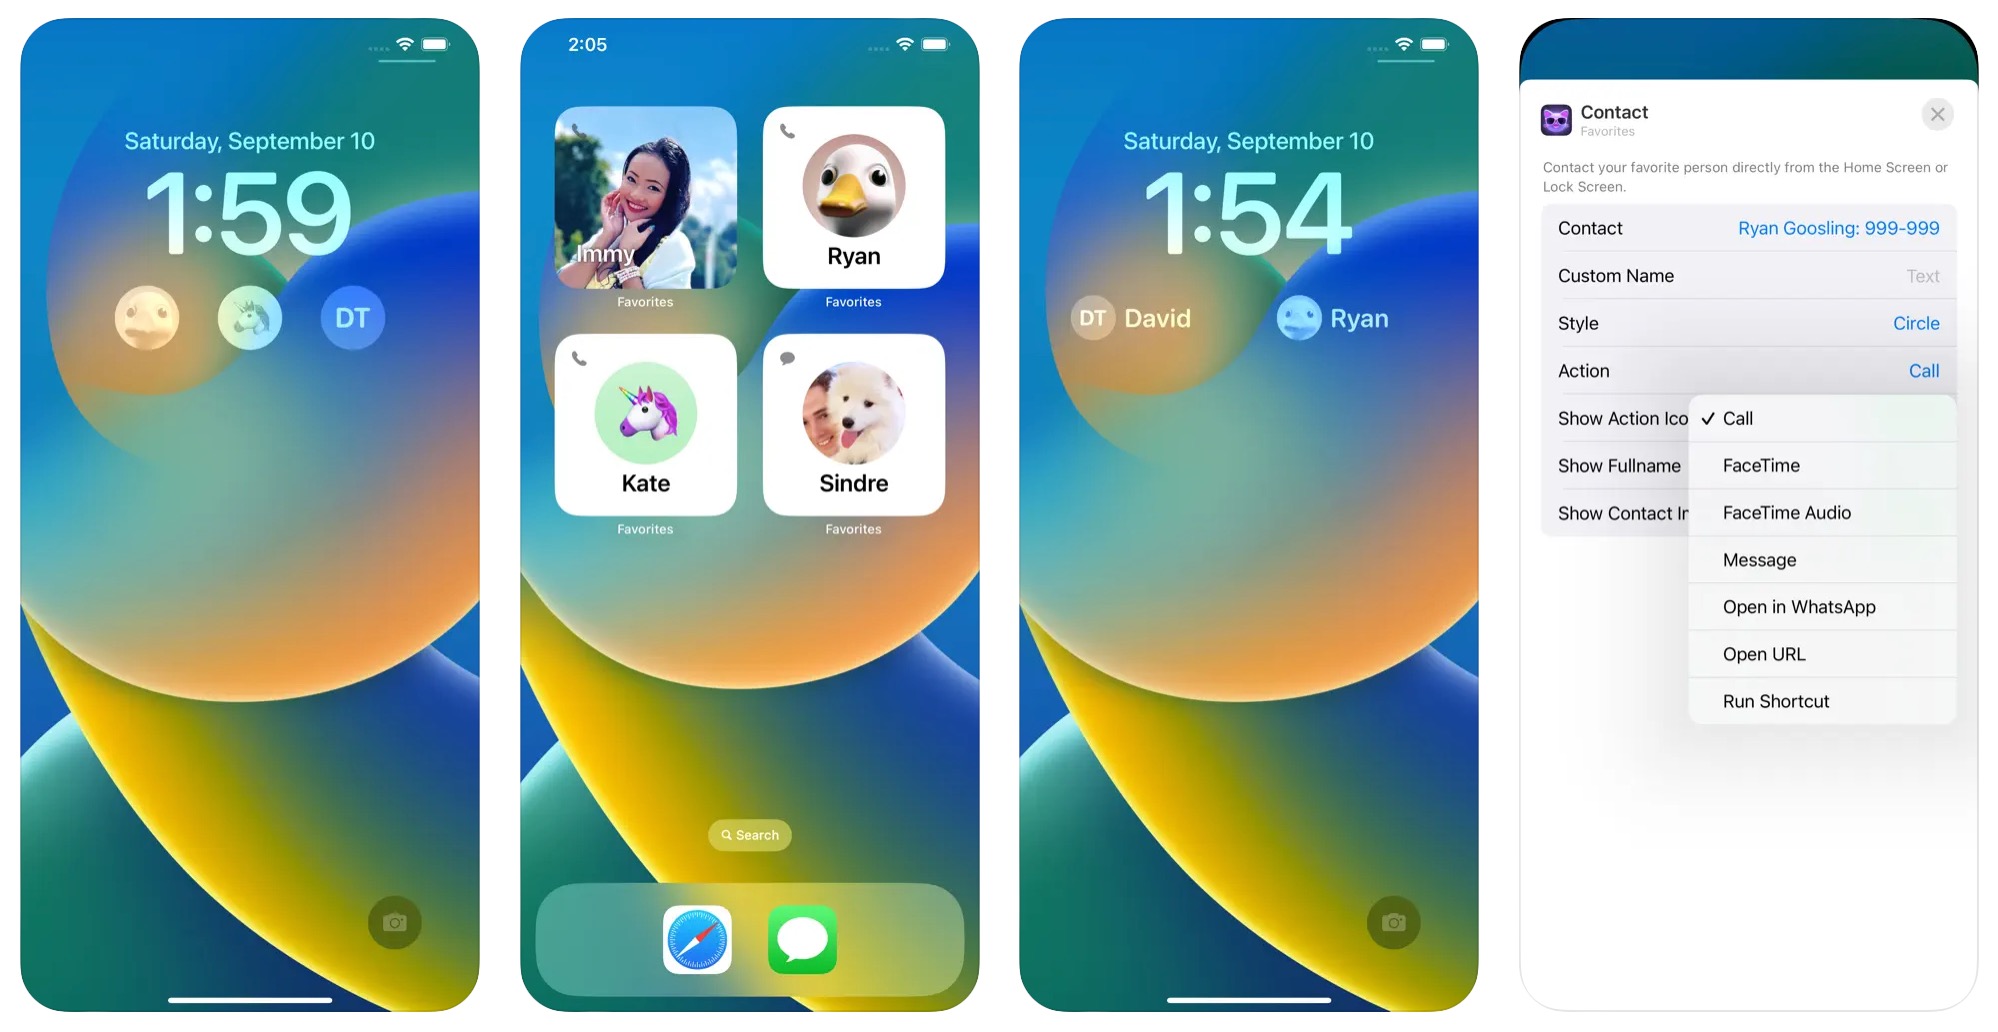 Saturday, September 10
1:59
DT
2:05
Immy
Favorites
Ryan
Favorites
Kate
Favorites
Sindre
Favorites
Search
Saturday, September 10
1:54
DT David
Ryan
Contact
Favorites
Contact your favorite person directly from the Home Screen or
Lock Screen.
Contact Ryan Goosling: 999-999
Custom Name Text
Style Circle
Action Call
Show Action Ico
Show Fullname
Show Contact In
✓ Call
FaceTime
FaceTime Audio
Message
Open in WhatsApp
Open URL
Run Shortcut